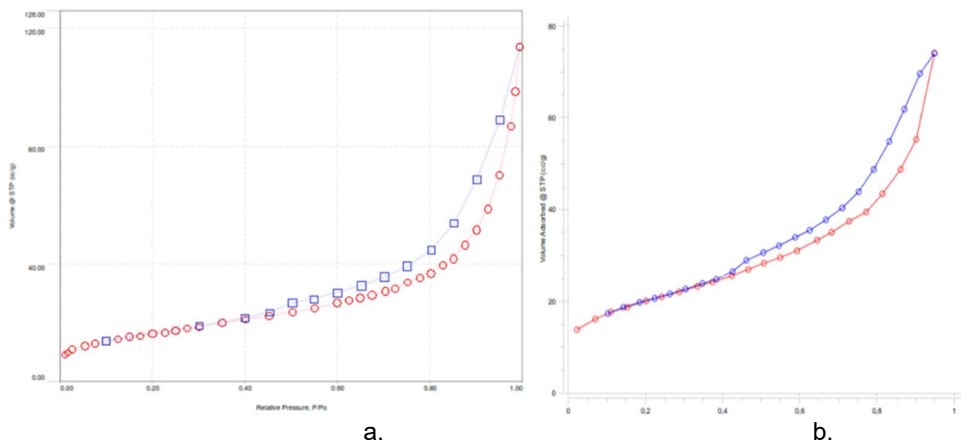 126.00
120.00
80.00
40.00
0.00
Volume @ STP (cc/g)
0.00 0.20 0.40 0.60 0.80 1.00
Relative Pressure, P/Po
a.
80
60
40
20
0
Volume Adsorbed @ STP (cc/g)
0 0,2 0,4 0,6 0,8 1
b.